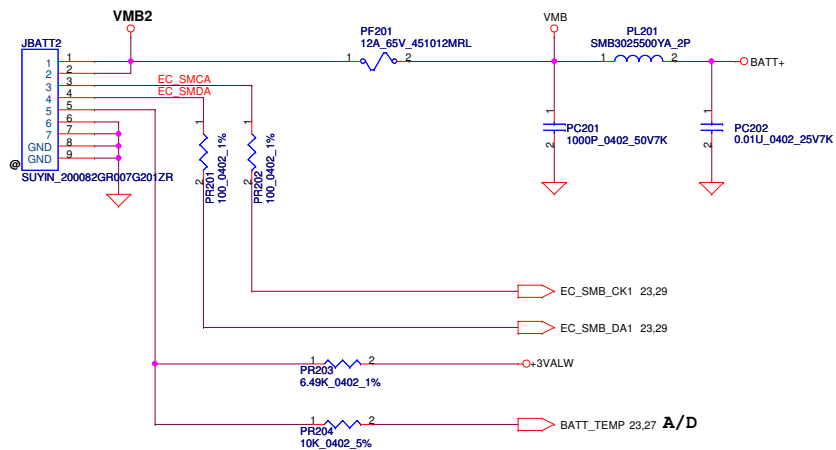 VMB2
JBATT2
1
2
3
4
5
6
7
GND
GND
1
2
3
4
5
6
7
8
9
@
SUYIN_200082GR007G201ZR
EC_SMCA
EC_SMDA
PF201
12A_65V_451012MRL
1
2
VMB
PL201
SMB3025500YA_2P
1
2
BATT+
1
2
PC201
1000P_0402_50V7K
1
2
PC202
0.01U_0402_25V7K
1
2
PR201
100_0402_1%
1
2
PR202
100_0402_1%
EC_SMB_CK1 23,29
EC_SMB_DA1 23,29
1
2
PR203
6.49K_0402_1%
+3VALW
1
2
PR204
10K_0402_5%
BATT_TEMP 23,27 A/D